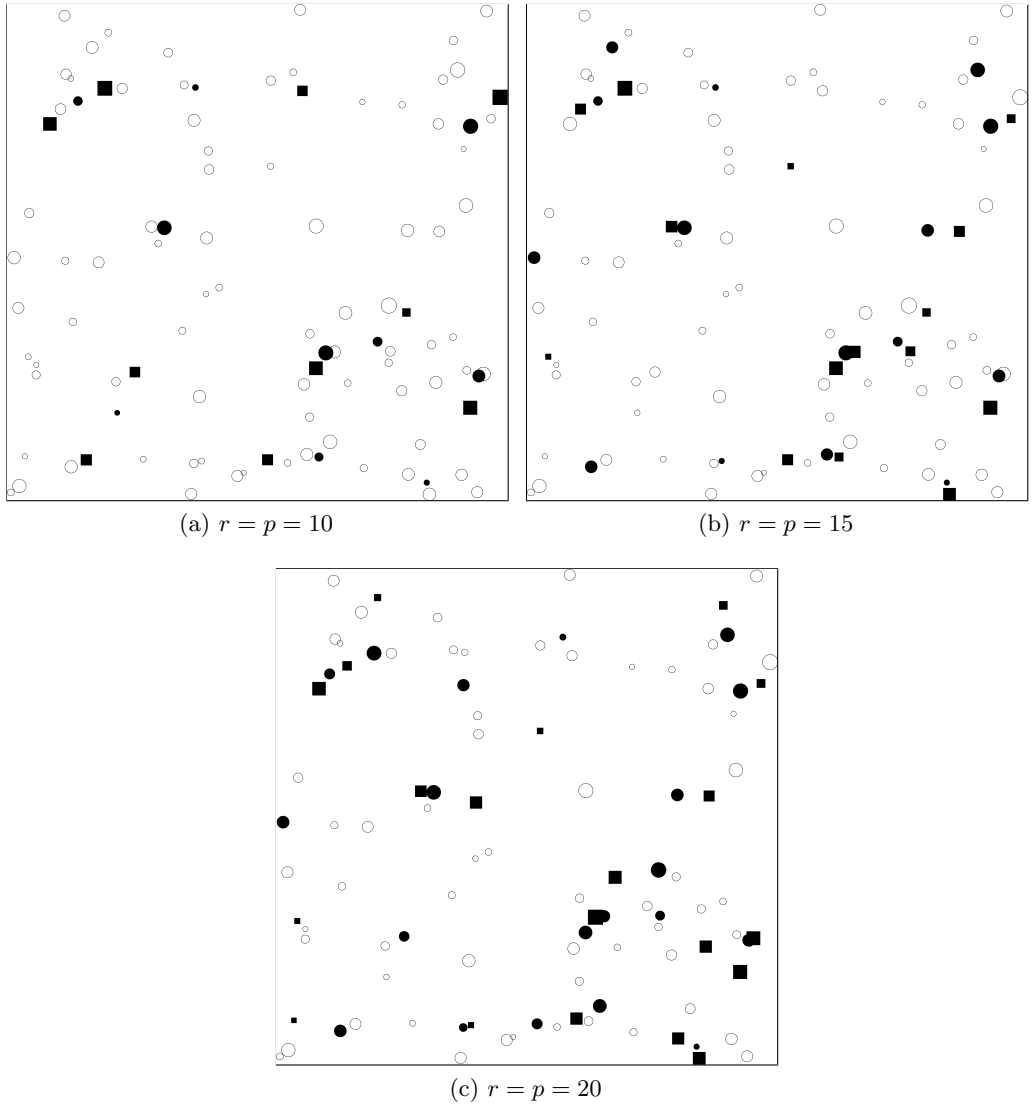 (a) r = p = 10
(b) r = p = 15
(c) r = p = 20